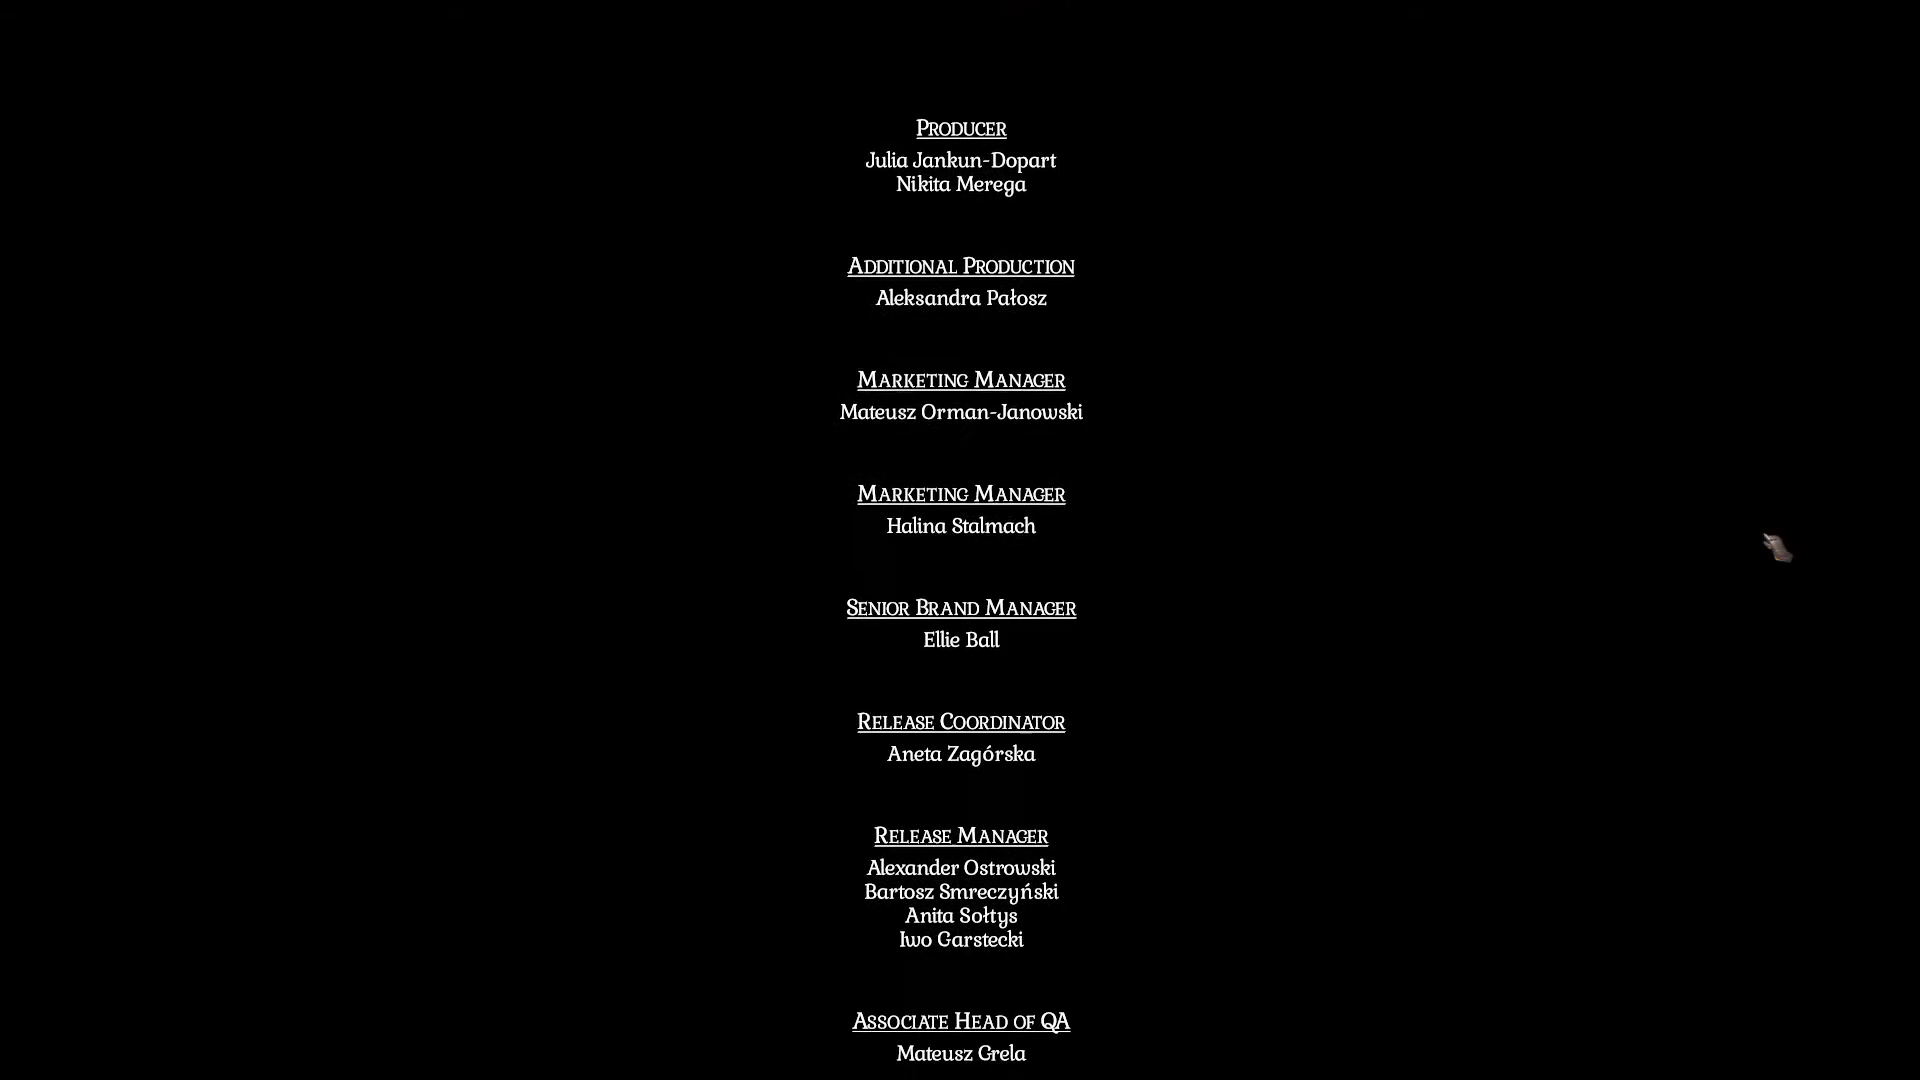 Producer
Julia Jankun-Dopart
Nikita Merega
Additional Production
Aleksandra Pałosz
Marketing Manager
Mateusz Orman-Janowski
Marketing Manager
Halina Stalmach
Senior Brand Manager
Ellie Ball
Release Coordinator
Aneta Zagórska
Release Manager
Alexander Ostrowski
Bartosz Smreczyński
Anita Sołtys
Iwo Garstecki
Associate Head of QA
Mateusz Grela